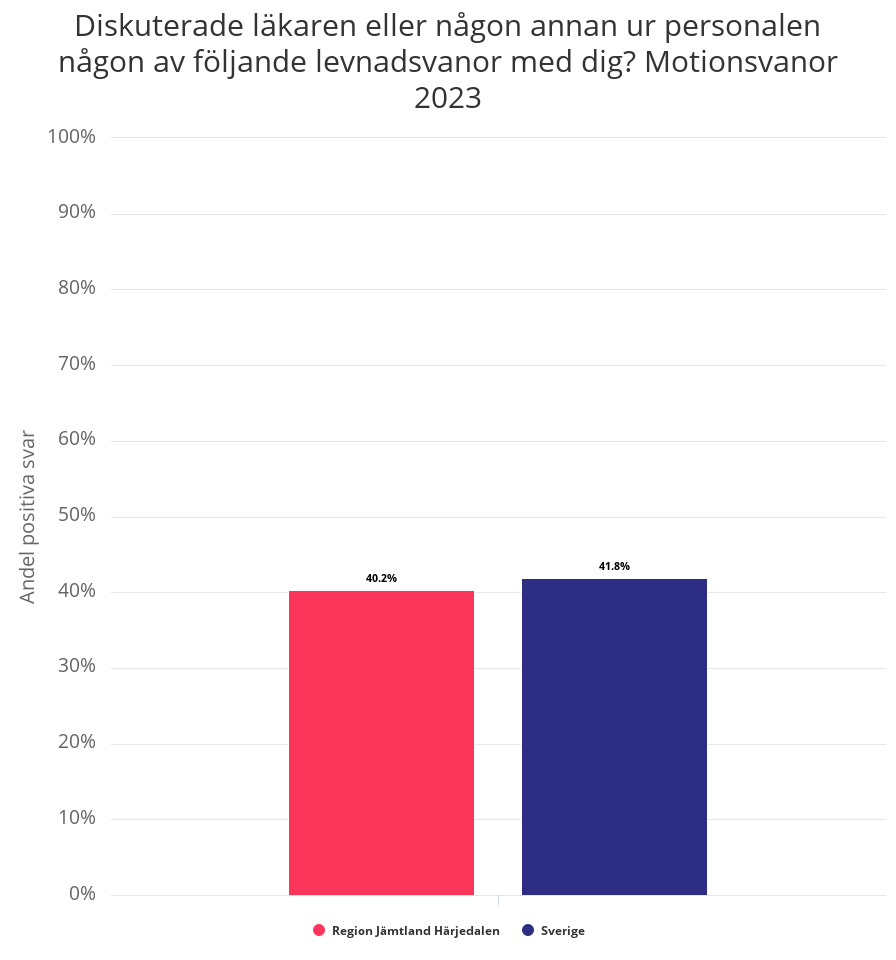 Diskuterade läkaren eller någon annan ur personalen
någon av följande levnadsvanor med dig? Motionsvanor
2023
100%
90%
80%
70%
60%
50%
40%
30%
20%
10%
0%
Andel positiva svar
40.2%
41.8%
Region Jämtland Härjedalen
Sverige